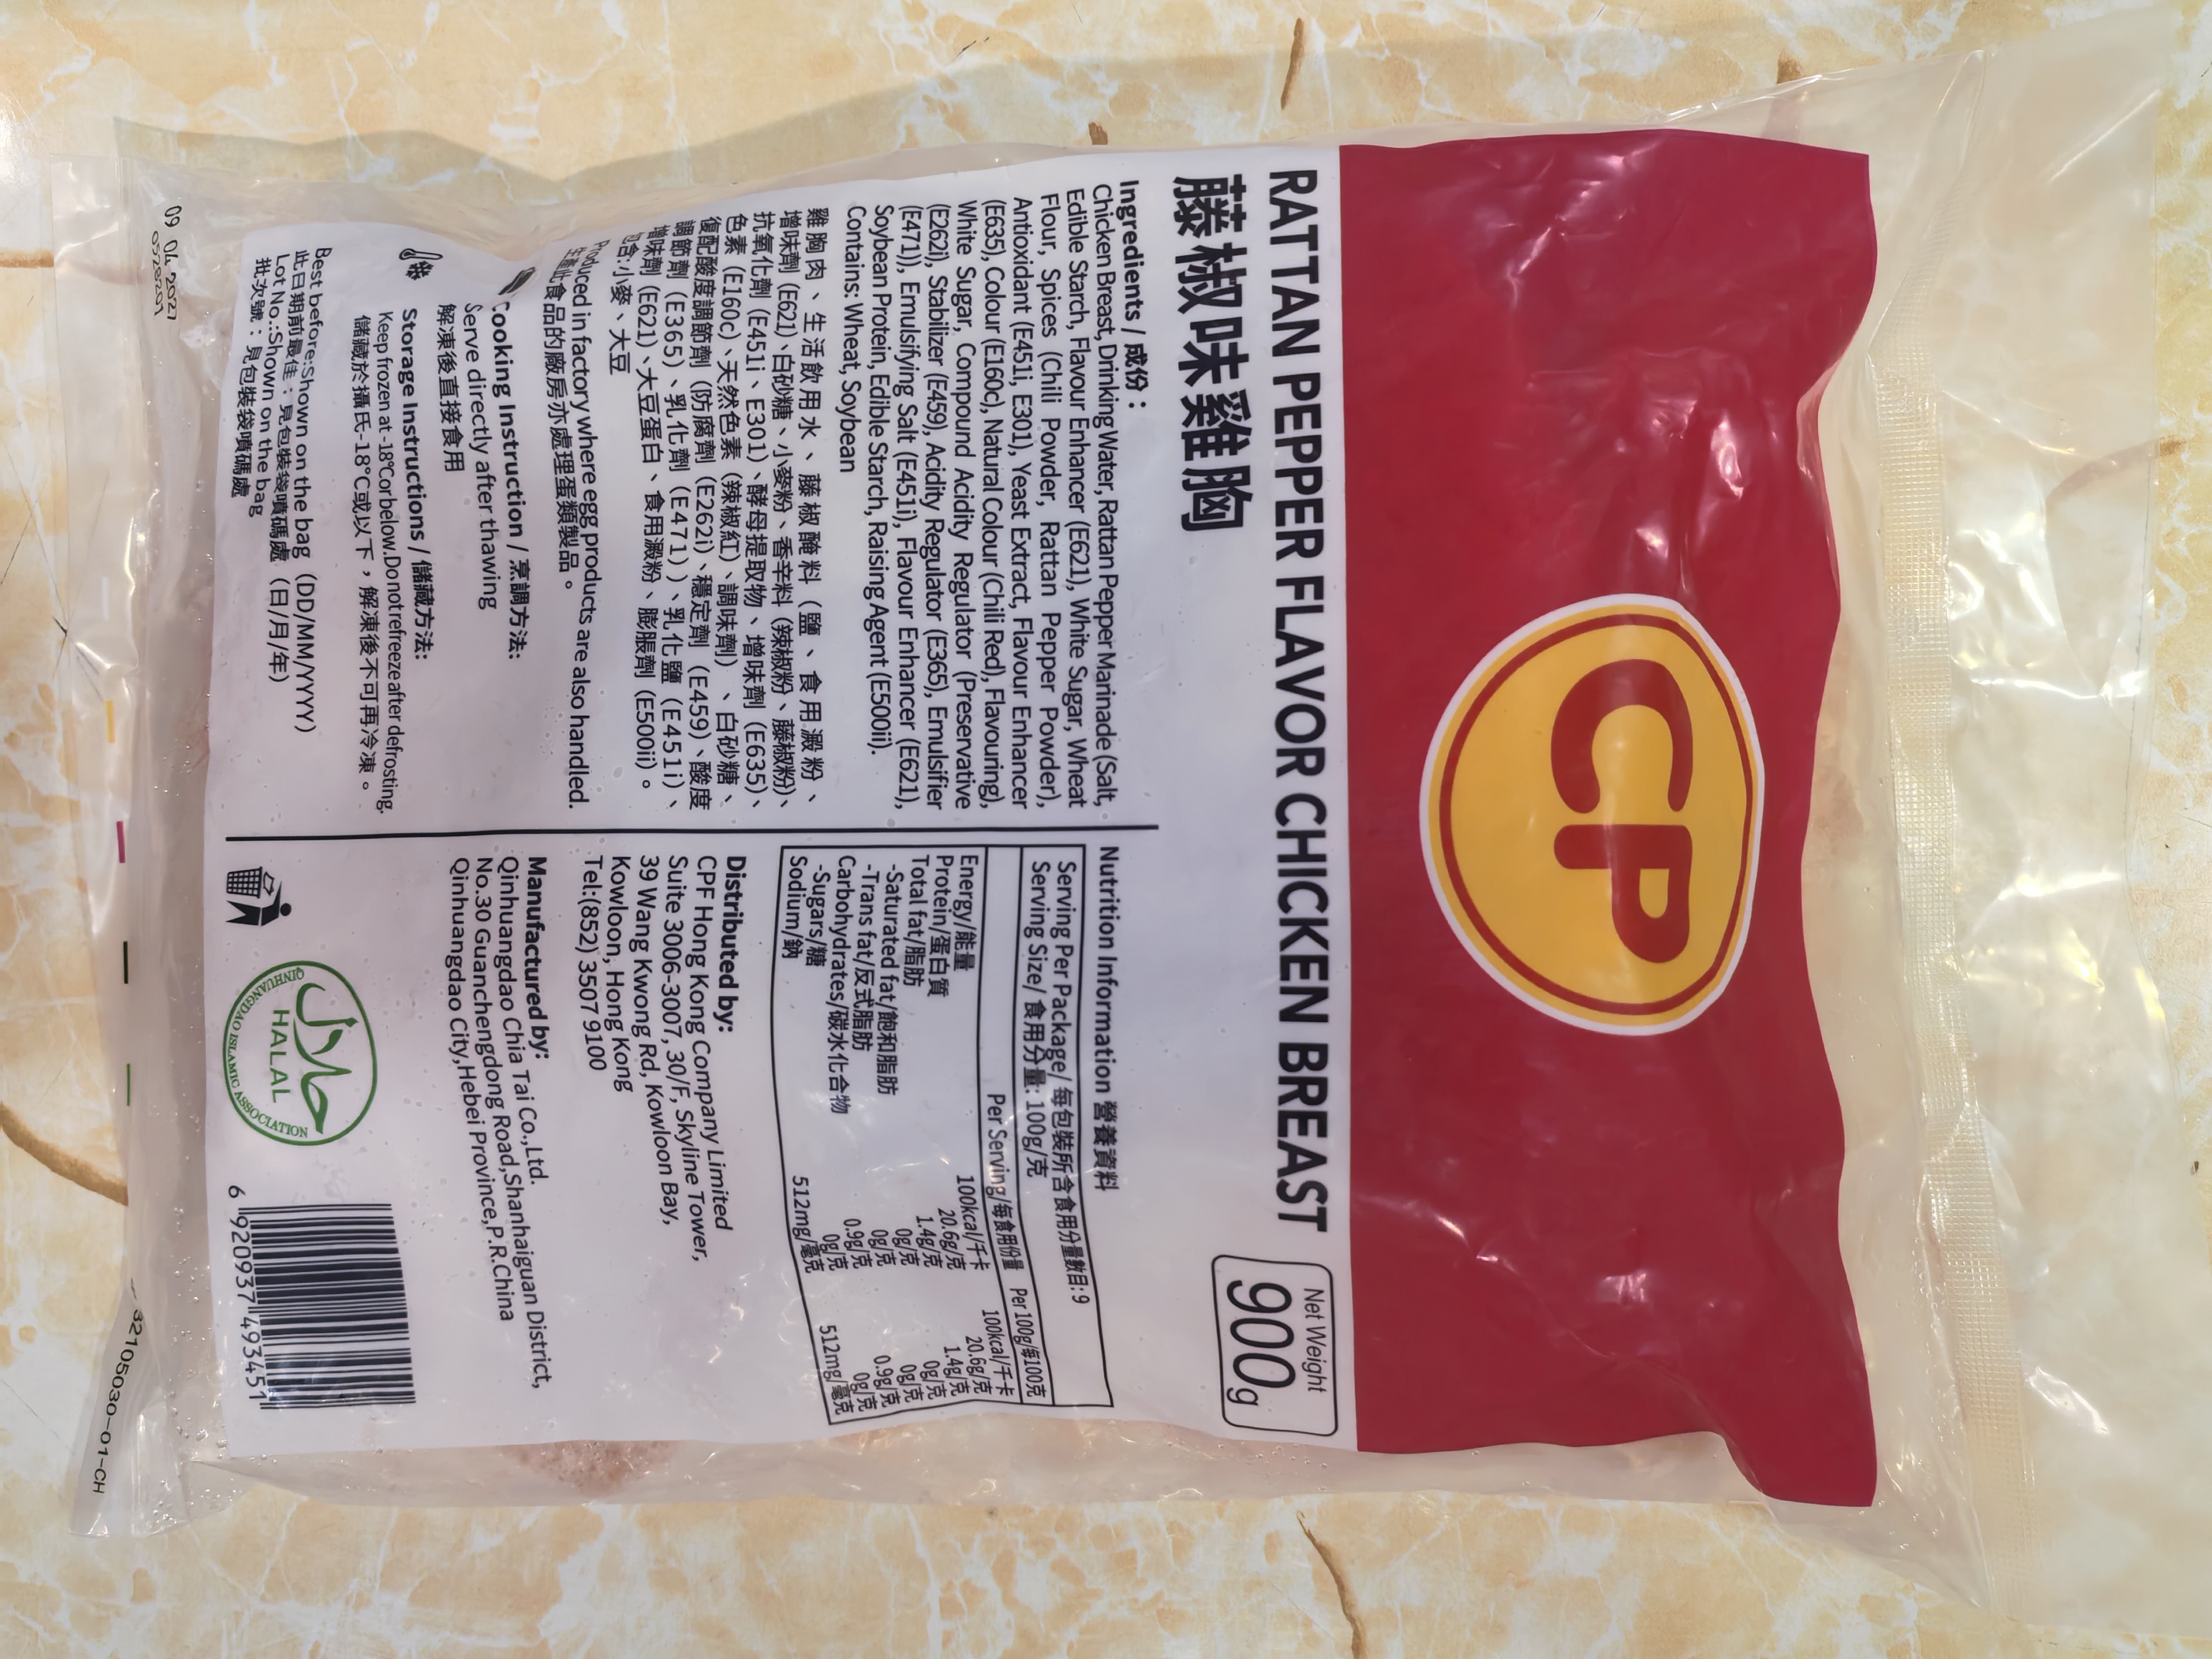 CP
RATTAN PEPPER FLAVOR CHICKEN BREAST
藤椒味雞胸
Net Weight
900g
Ingredients / 成份：
Chicken Breast, Drinking Water, Rattan Pepper Marinade (Salt,
Edible Starch, Flavour Enhancer (E621), White Sugar, Wheat
Flour, Spices (Chili Powder, Rattan Pepper Powder),
Antioxidant (E451i, E301), Yeast Extract, Flavour Enhancer
(E635), Colour (E160c), Natural Colour (Chili Red), Flavouring),
White Sugar, Compound Acidity Regulator (Preservative
(E262i), Stabilizer (E459), Acidity Regulator (E365), Emulsifier
(E471)), Emulsifying Salt (E451i), Flavour Enhancer (E621),
Soybean Protein, Edible Starch, Raising Agent (E500ii).
Contains: Wheat, Soybean
雞胸肉、生活飲用水、藤椒醃料（鹽、食用澱粉、
增味劑（E621）、白砂糖、小麥粉、香辛料（辣椒粉、藤椒粉）、
抗氧化劑（E451i、E301）、酵母提取物、增味劑（E635）、
色素（E160c）、天然色素（辣椒紅）、調味劑）、白砂糖、
復配酸度調節劑（防腐劑（E262i）、穩定劑（E459）、酸度
調節劑（E365）、乳化劑（E471））、乳化鹽（E451i）、
增味劑（E621）、大豆蛋白、食用澱粉、膨脹劑（E500ii）。
包含:小麥、大豆
Produced in factory where egg products are also handled.
生產此食品的廠房亦處理蛋類製品。
Cooking Instruction / 烹調方法:
Serve directly after thawing
解凍後直接食用
Storage Instructions / 儲藏方法:
Keep frozen at -18℃ or below. Do not refreeze after defrosting.
儲藏於攝氏-18°C或以下，解凍後不可再冷凍。
Best before:Shown on the bag (DD/MM/YYYY)
此日期前最佳：見包裝袋噴碼處（日/月/年）
Lot No.:Shown on the bag
批次號：見包裝袋噴碼處
Nutrition Information 營養資料
Serving Per Package/ 每包裝所含食用分量數目: 9
Serving Size/ 食用分量: 100g/克
Per Serving/每食用份量 Per 100g/每100克
Energy/能量 100kcal/千卡 100kcal/千卡
Protein/蛋白質 20.6g/克 20.6g/克
Total fat/脂肪 1.4g/克 1.4g/克
-Saturated fat/飽和脂肪 0g/克 0g/克
-Trans fat/反式脂肪 0g/克 0g/克
Carbohydrates/碳水化合物 0.9g/克 0.9g/克
-Sugars/糖 0g/克 0g/克
Sodium/鈉 512mg/毫克 512mg/毫克
Distributed by:
CPF Hong Kong Company Limited
Suite 3006-3007, 30/F, Skyline Tower,
39 Wang Kwong Rd, Kowloon Bay,
Kowloon, Hong Kong
Tel:(852) 3507 9100
Manufactured by:
Qinhuangdao Chia Tai Co.,Ltd.
No.30 Guanchengdong Road,Shanhaiguan District,
Qinhuangdao City,Hebei Province,P.R.China
HALAL
QINHUANGDAO ISLAMIC ASSOCIATION
6 920937 493451
09 04 2027
32105030-01-CH